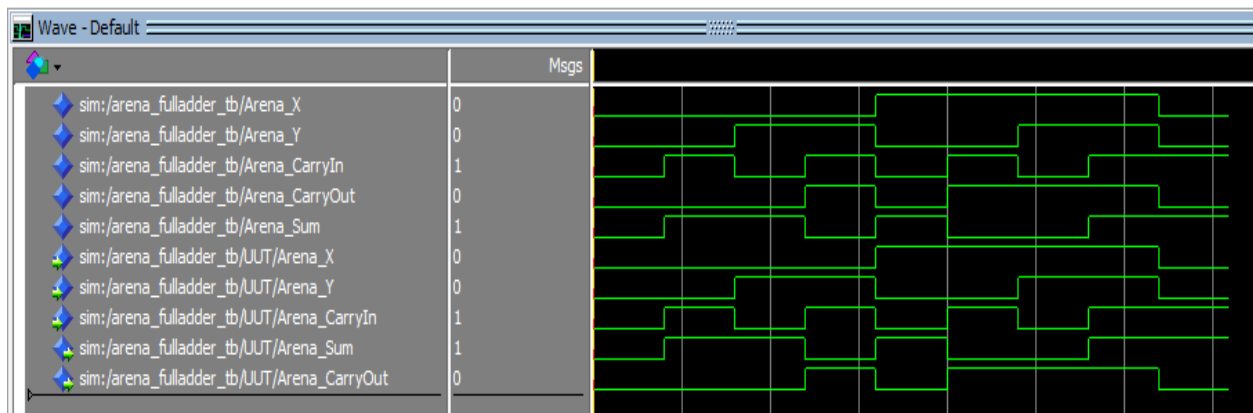 Wave - Default
Msgs
sim:/arena_fulladder_tb/Arena_X 0
sim:/arena_fulladder_tb/Arena_Y 0
sim:/arena_fulladder_tb/Arena_CarryIn 1
sim:/arena_fulladder_tb/Arena_CarryOut 0
sim:/arena_fulladder_tb/Arena_Sum 1
sim:/arena_fulladder_tb/UUT/Arena_X 0
sim:/arena_fulladder_tb/UUT/Arena_Y 0
sim:/arena_fulladder_tb/UUT/Arena_CarryIn 1
sim:/arena_fulladder_tb/UUT/Arena_Sum 1
sim:/arena_fulladder_tb/UUT/Arena_CarryOut 0